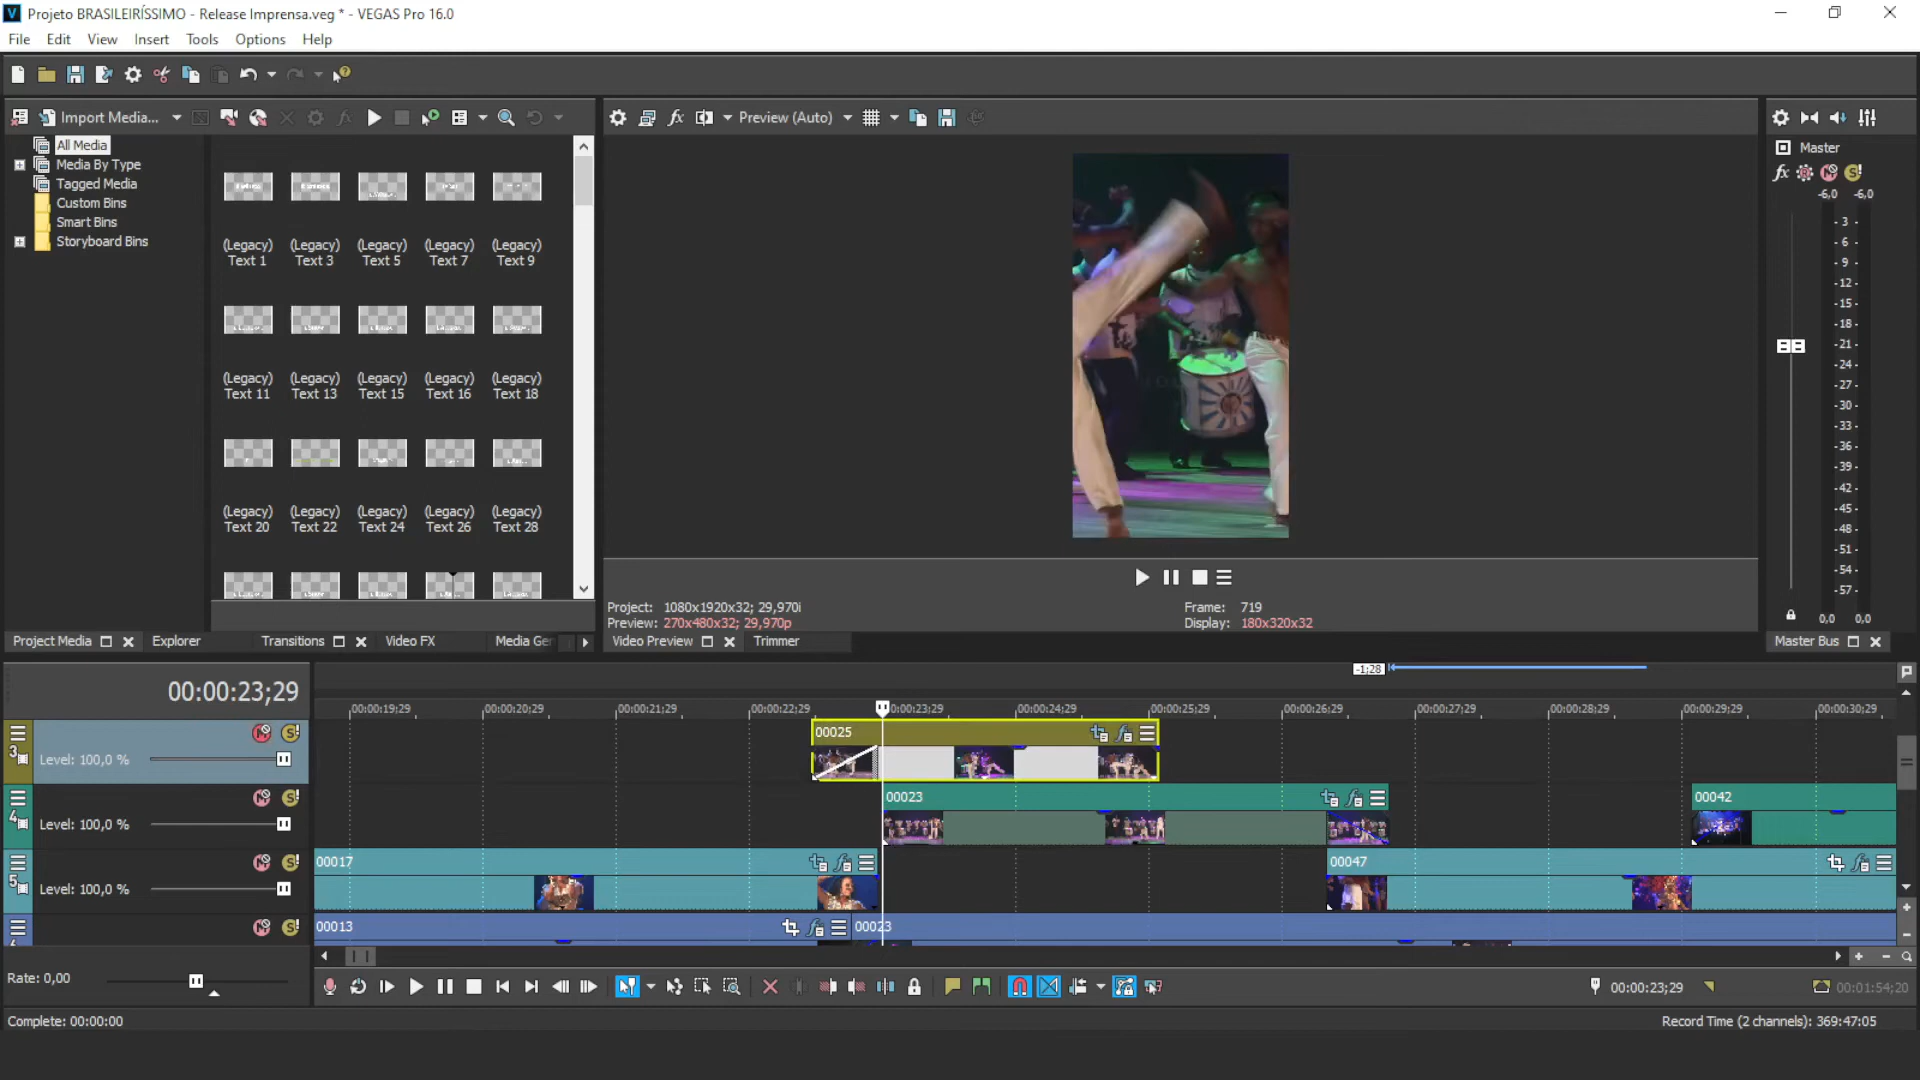 Projeto BRASILEIRÍSSIMO - Release Imprensa.veg * - VEGAS Pro 16.0
File Edit View Insert Tools Options Help
Import Media...
Preview (Auto)
All Media
Media By Type
Tagged Media
Custom Bins
Smart Bins
Storyboard Bins
(Legacy) Text 1
(Legacy) Text 3
(Legacy) Text 5
(Legacy) Text 7
(Legacy) Text 9
(Legacy) Text 11
(Legacy) Text 13
(Legacy) Text 15
(Legacy) Text 16
(Legacy) Text 18
(Legacy) Text 20
(Legacy) Text 22
(Legacy) Text 24
(Legacy) Text 26
(Legacy) Text 28
Master
-6,0 -6,0
- 3 -
- 6 -
- 9 -
- 12 -
- 15 -
- 18 -
- 21 -
- 24 -
- 27 -
- 30 -
- 33 -
- 36 -
- 39 -
- 42 -
- 45 -
- 48 -
- 51 -
- 54 -
- 57 -
0,0 0,0
Project: 1080x1920x32; 29,970i
Preview: 270x480x32; 29,970p
Frame: 719
Display: 180x320x32
Project Media Explorer Transitions Video FX Media Ge
Video Preview Trimmer
Master Bus
00:00:23;29
-1;28
00:00:19;29 00:00:20;29 00:00:21;29 00:00:22;29 00:00:23;29 00:00:24;29 00:00:25;29 00:00:26;29 00:00:27;29 00:00:28;29 00:00:29;29 00:00:30;29
3 Level: 100,0 %
00025
4 Level: 100,0 %
00023
00042
5 Level: 100,0 %
00017
00047
00013
00023
Rate: 0,00
00:00:23;29
00:01:54;20
Complete: 00:00:00
Record Time (2 channels): 369:47:05